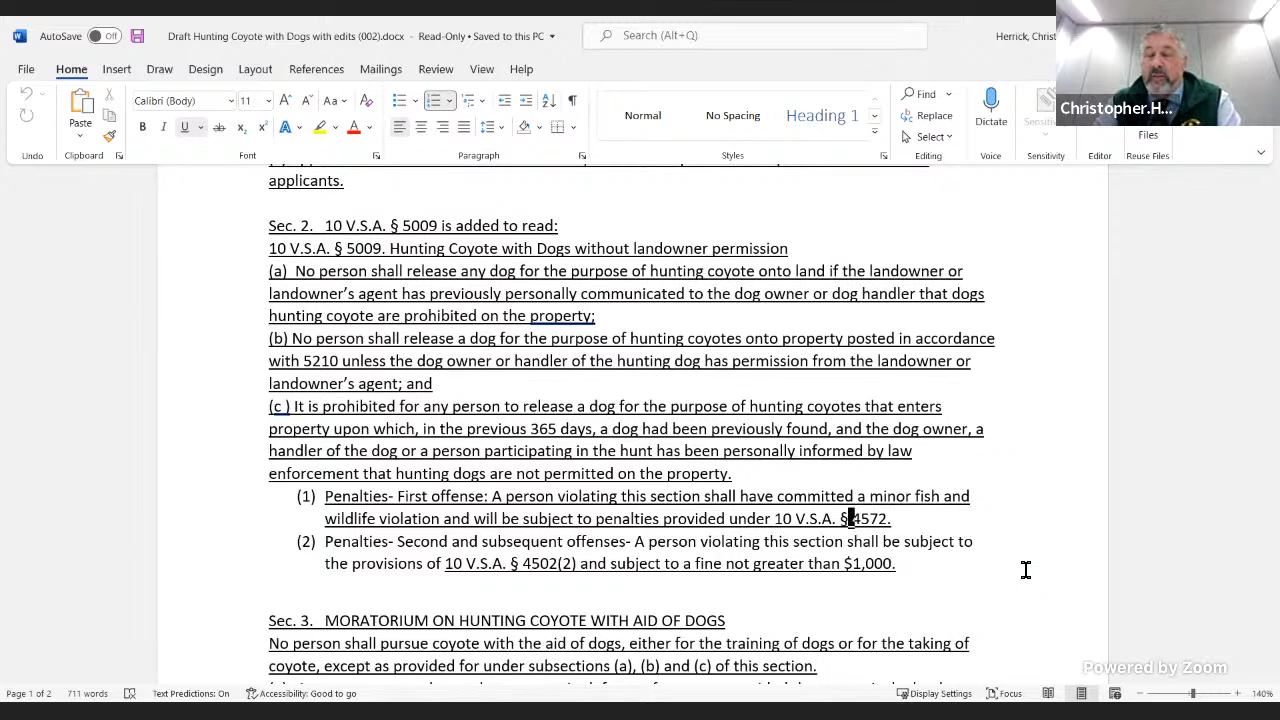 AutoSave Off Draft Hunting Coyote with Dogs with edits (002).docx - Read-Only • Saved to this PC Search (Alt+Q) Herrick, Chris
File Home Insert Draw Design Layout References Mailings Review View Help
Paste Calibri (Body) 11 Normal No Spacing Heading 1 Find Replace Select Dictate Sensitivity Files
Undo Clipboard Font Paragraph Styles Editing Voice Sensitivity Editor Reuse Files
Christopher.H...
applicants.
Sec. 2. 10 V.S.A. § 5009 is added to read:
10 V.S.A. § 5009. Hunting Coyote with Dogs without landowner permission
(a) No person shall release any dog for the purpose of hunting coyote onto land if the landowner or
landowner's agent has previously personally communicated to the dog owner or dog handler that dogs
hunting coyote are prohibited on the property;
(b) No person shall release a dog for the purpose of hunting coyotes onto property posted in accordance
with 5210 unless the dog owner or handler of the hunting dog has permission from the landowner or
landowner's agent; and
(c ) It is prohibited for any person to release a dog for the purpose of hunting coyotes that enters
property upon which, in the previous 365 days, a dog had been previously found, and the dog owner, a
handler of the dog or a person participating in the hunt has been personally informed by law
enforcement that hunting dogs are not permitted on the property.
(1) Penalties- First offense: A person violating this section shall have committed a minor fish and
wildlife violation and will be subject to penalties provided under 10 V.S.A. § 4572.
(2) Penalties- Second and subsequent offenses- A person violating this section shall be subject to
the provisions of 10 V.S.A. § 4502(2) and subject to a fine not greater than $1,000.
Sec. 3. MORATORIUM ON HUNTING COYOTE WITH AID OF DOGS
No person shall pursue coyote with the aid of dogs, either for the training of dogs or for the taking of
coyote, except as provided for under subsections (a), (b) and (c) of this section.
Powered by Zoom
Page 1 of 2 711 words Text Predictions: On Accessibility: Good to go Display Settings Focus 140%